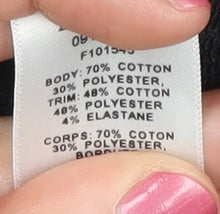 F101545
BODY: 70% COTTON
30% POLYESTER,
TRIM: 48% COTTON
48% POLYESTER
4% ELASTANE
CORPS: 70% COTON
30% POLYESTER,